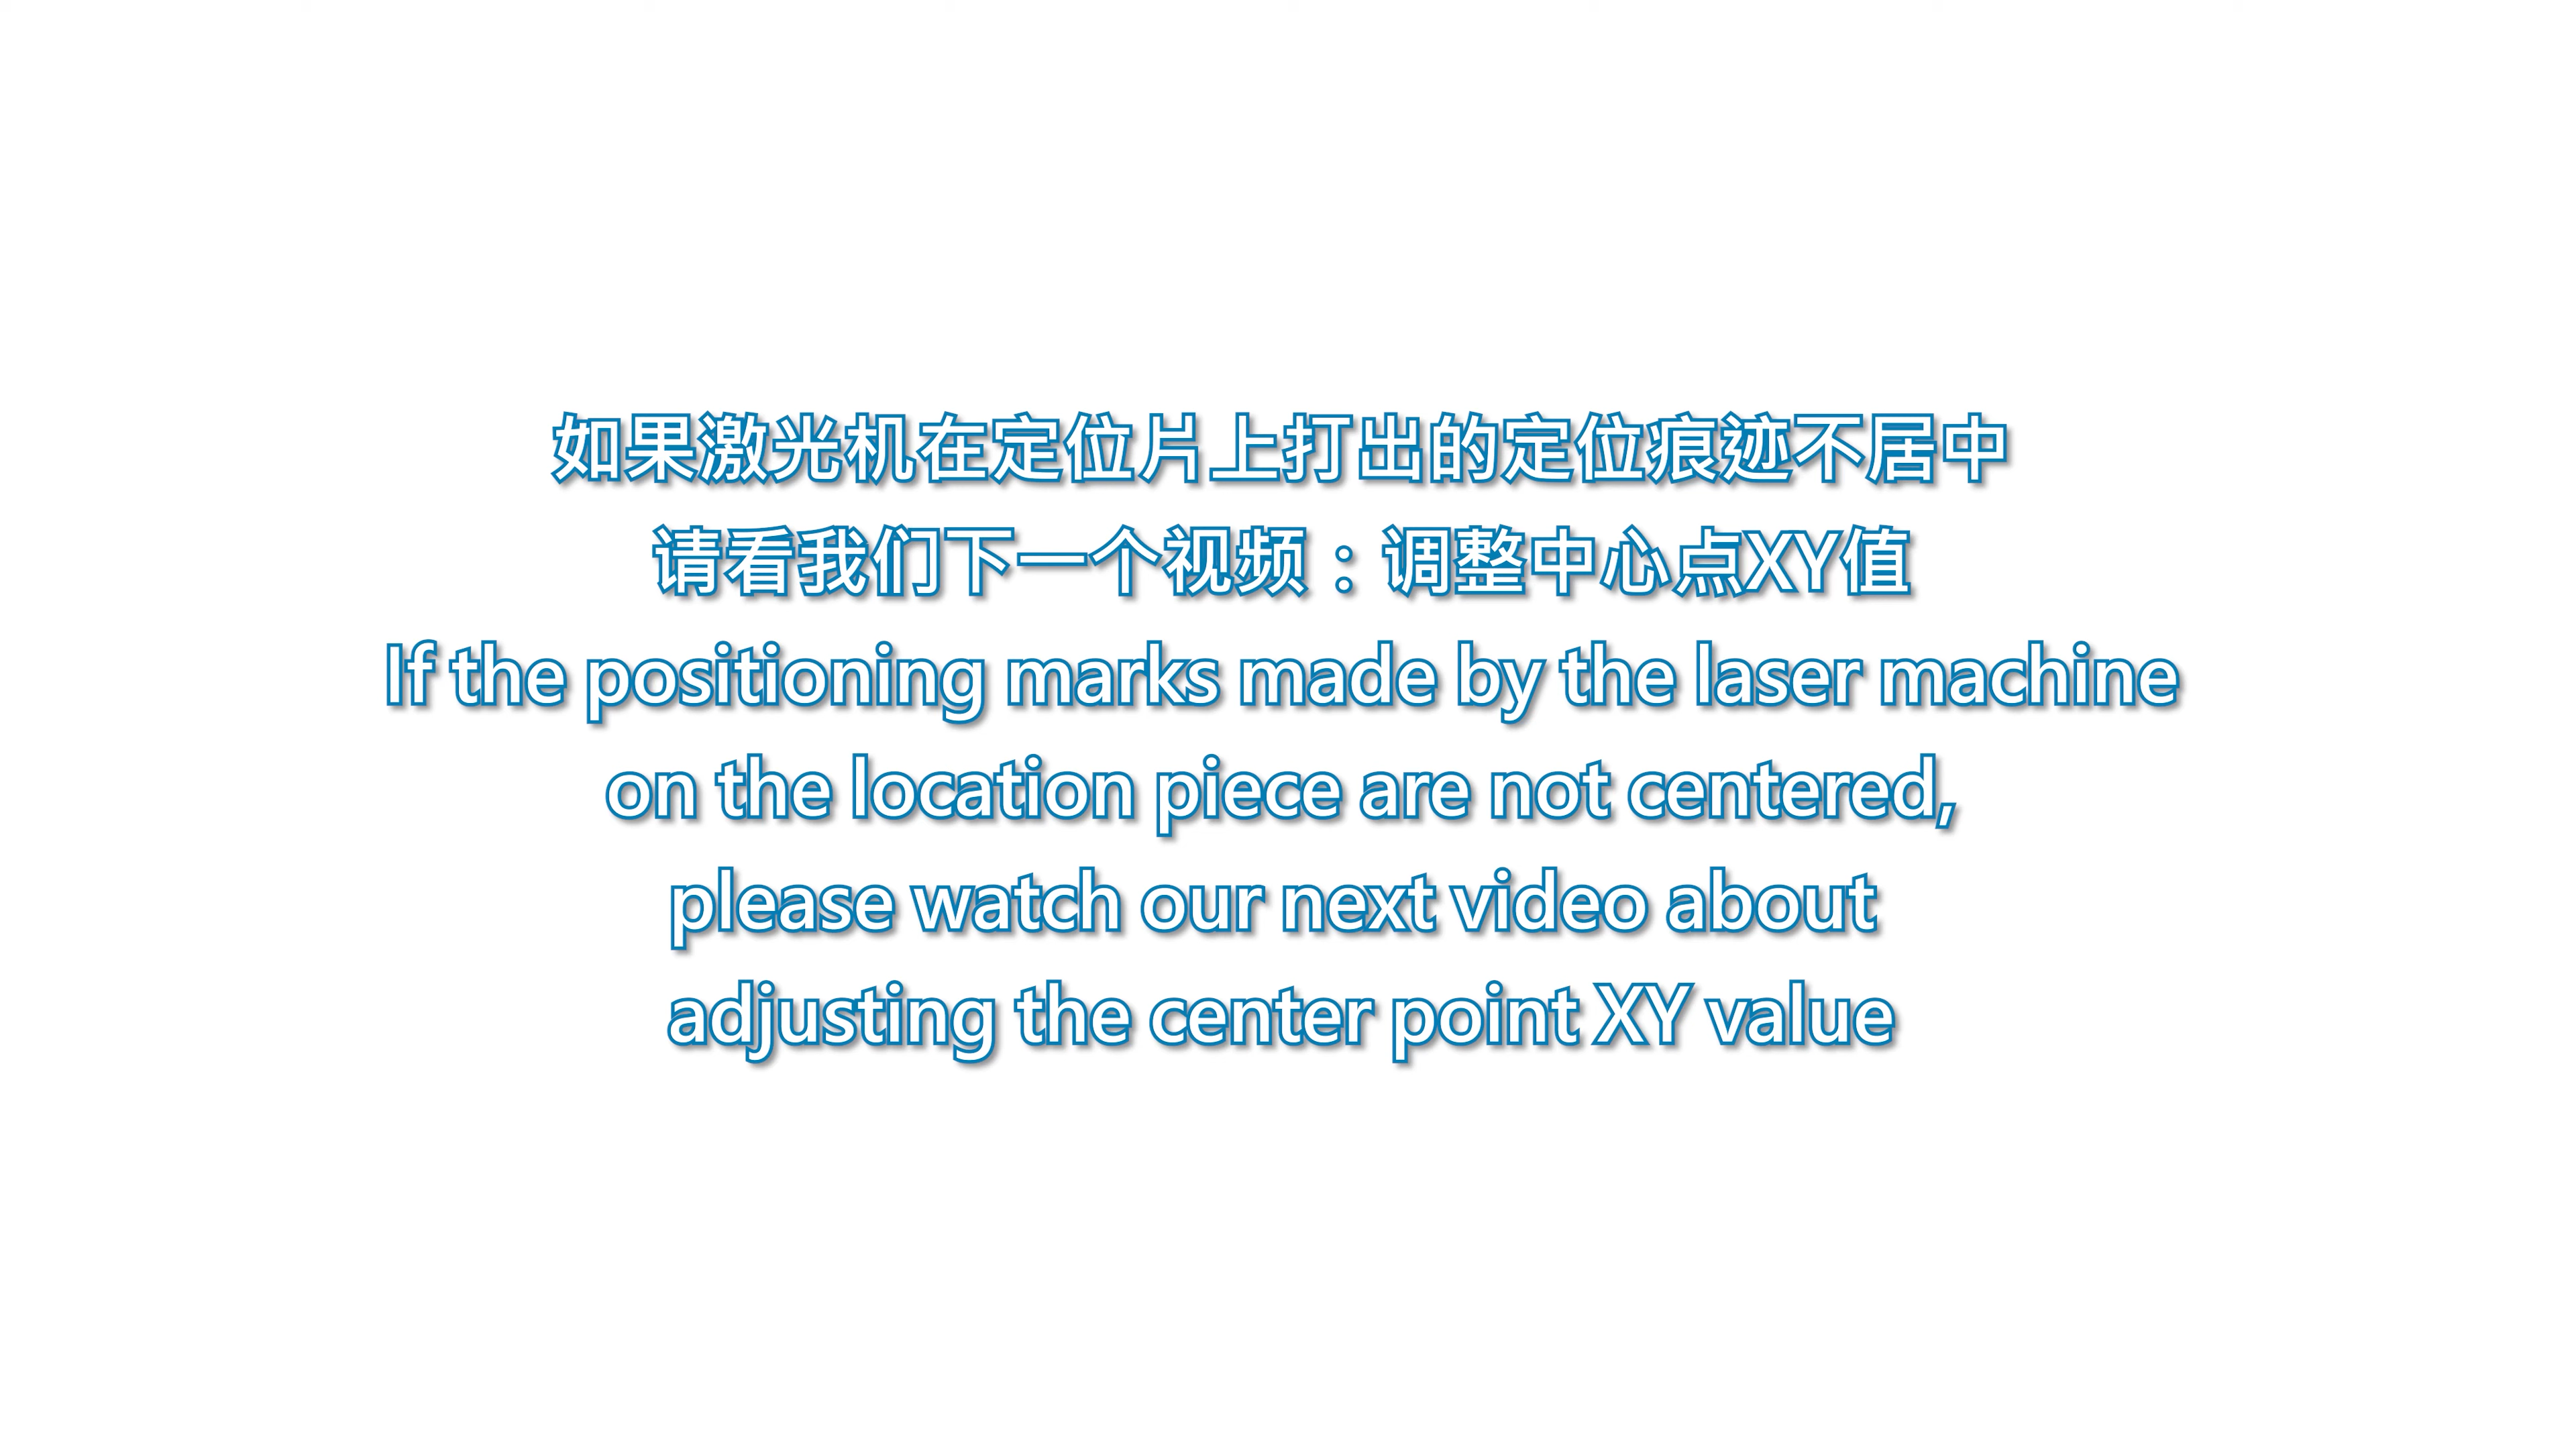 如果激光机在定位片上打出的定位痕迹不居中
请看我们下一个视频：调整中心点XY值
If the positioning marks made by the laser machine
on the location piece are not centered,
please watch our next video about
adjusting the center point XY value